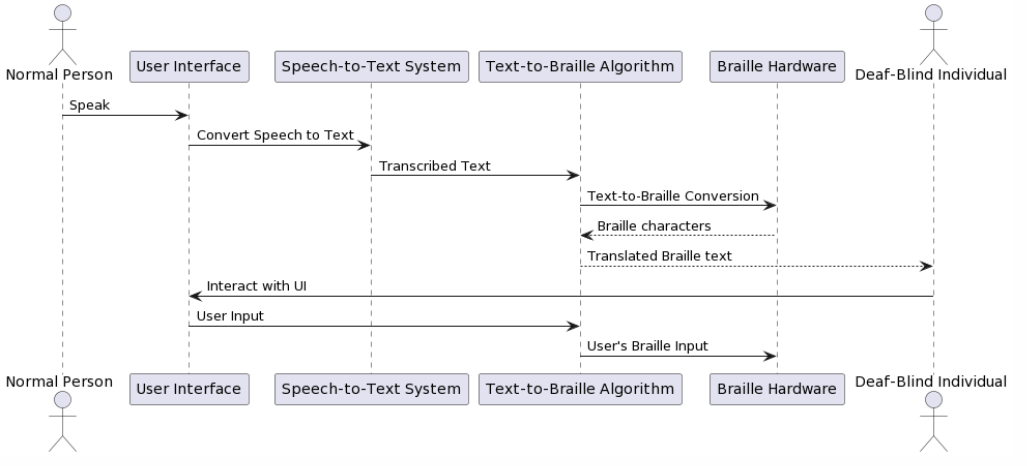 Normal Person
User Interface
Speech-to-Text System
Text-to-Braille Algorithm
Braille Hardware
Deaf-Blind Individual
Speak
Convert Speech to Text
Transcribed Text
Text-to-Braille Conversion
Braille characters
Translated Braille text
Interact with UI
User Input
User's Braille Input
Normal Person
User Interface
Speech-to-Text System
Text-to-Braille Algorithm
Braille Hardware
Deaf-Blind Individual